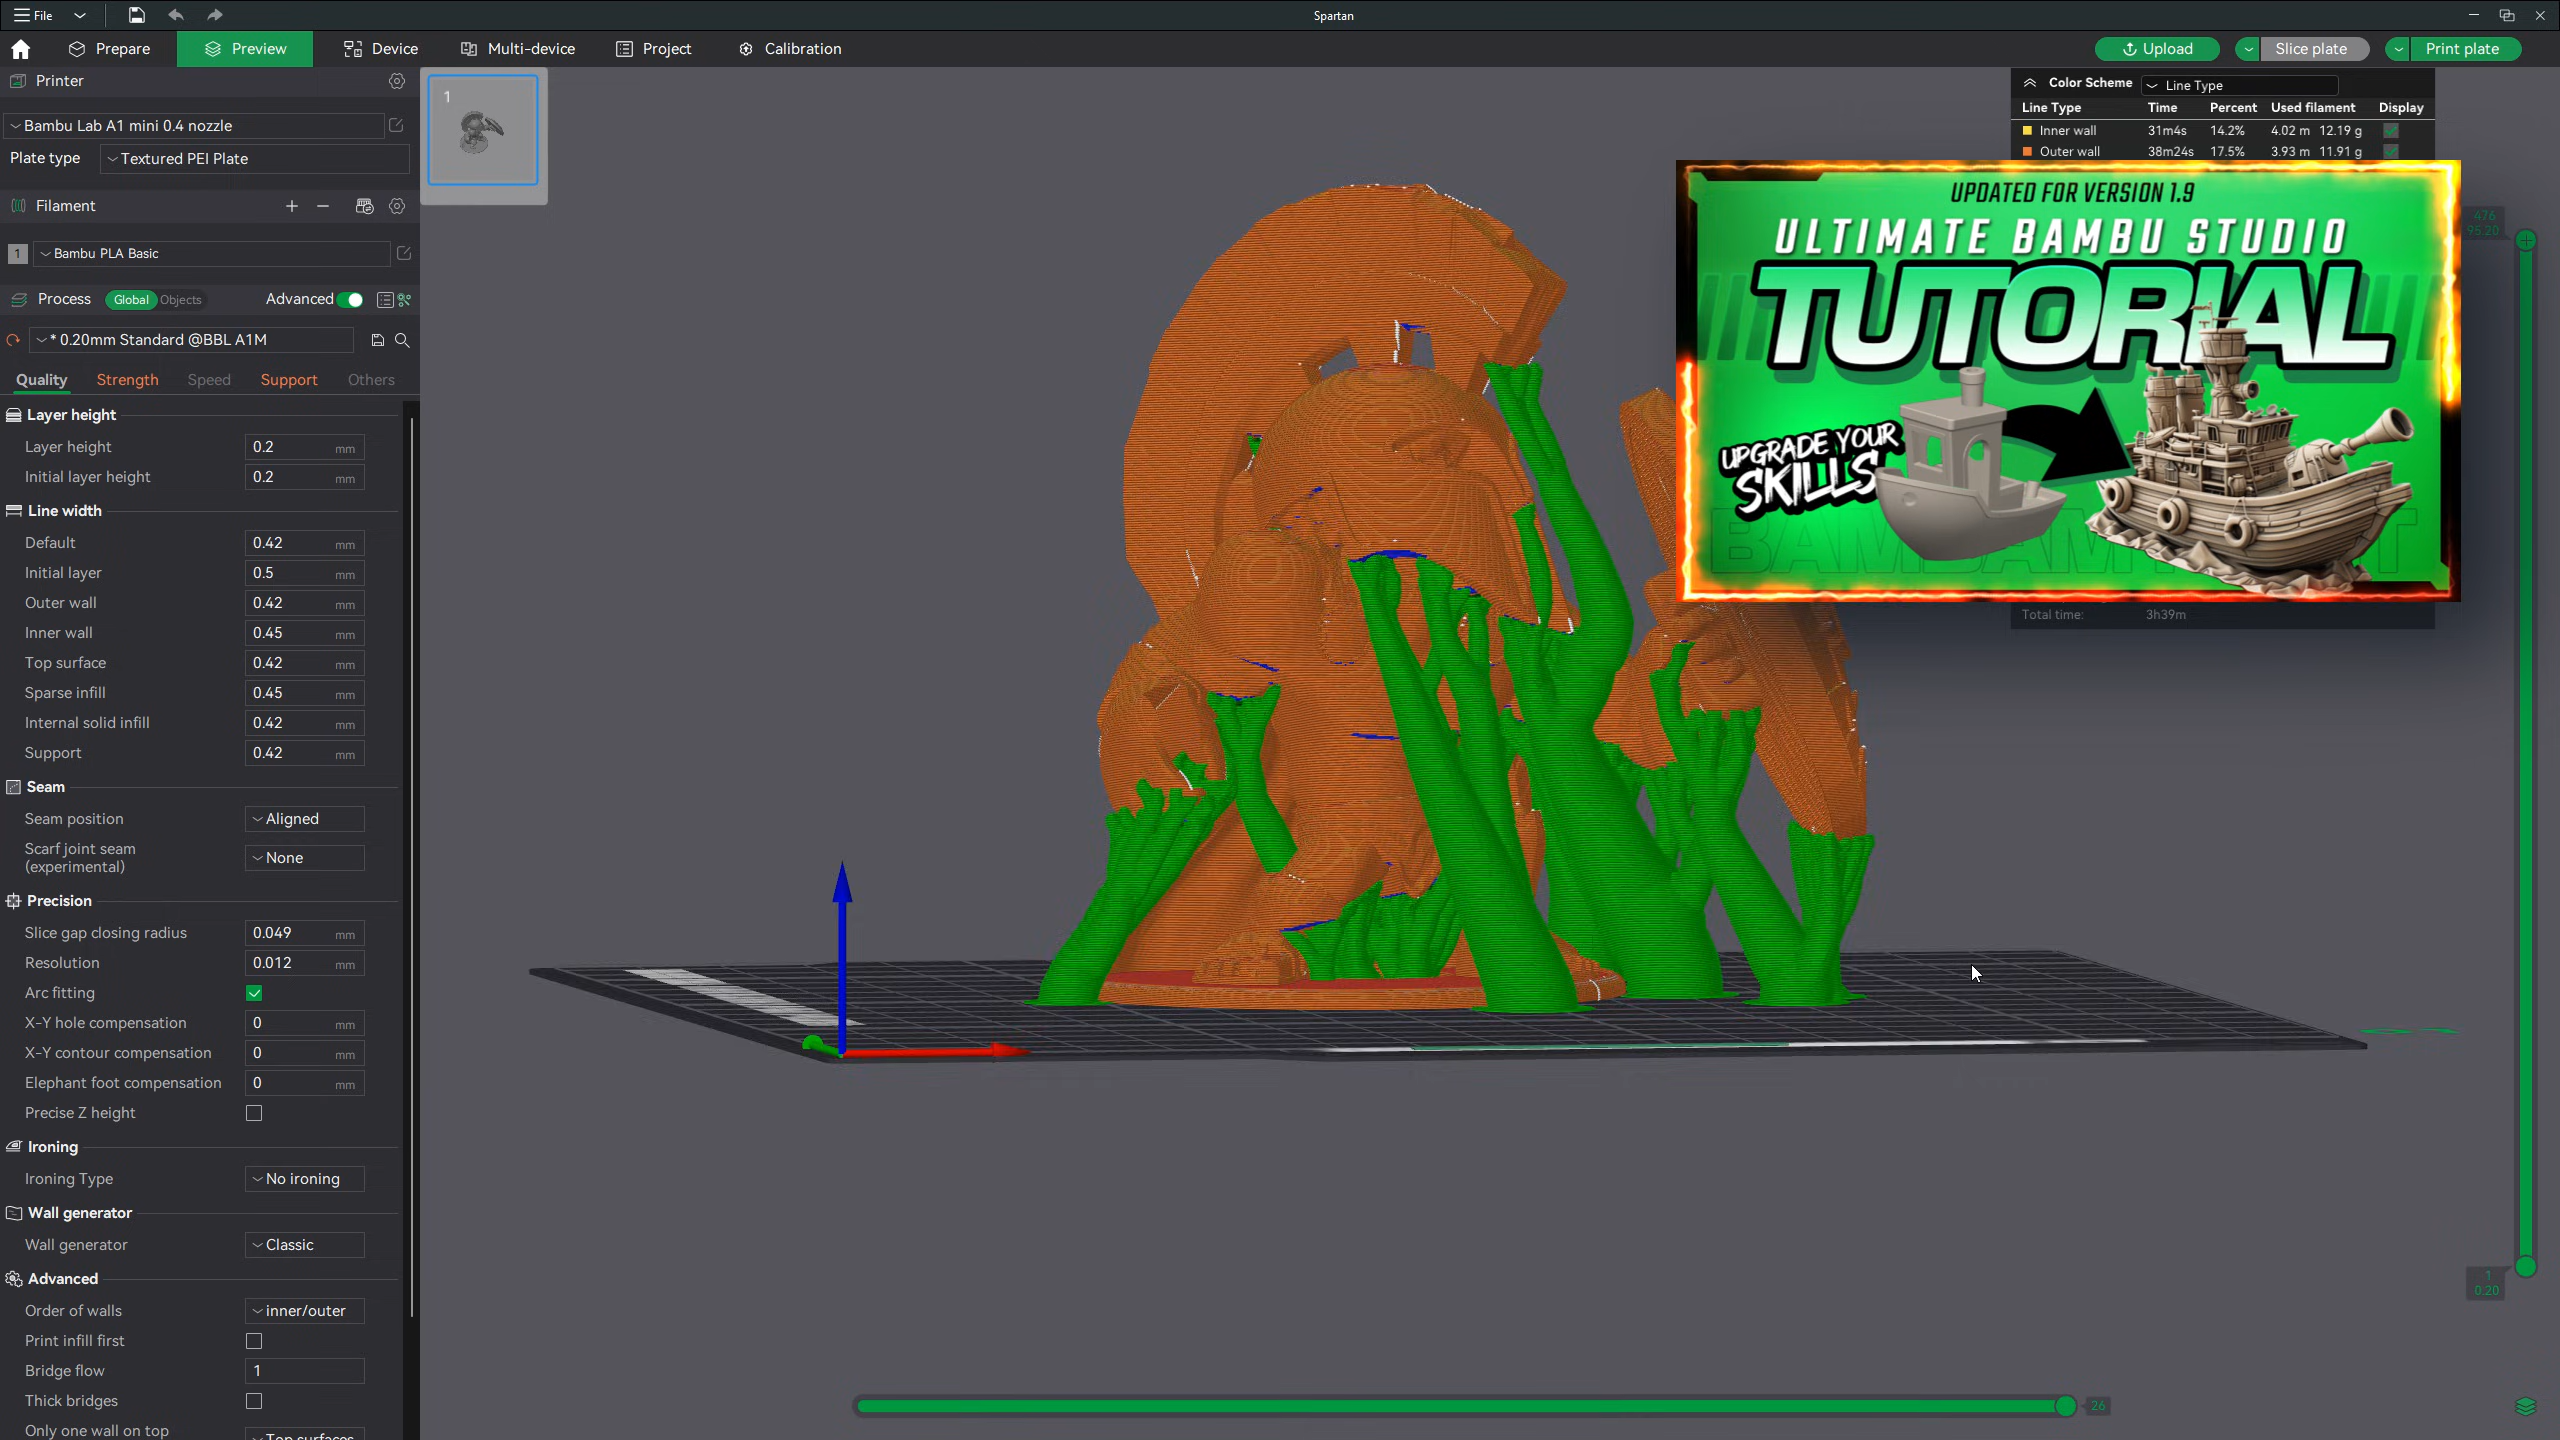 File
Spartan
Prepare
Preview
Device
Multi-device
Project
Calibration
Upload
Slice plate
Print plate
Printer
Bambu Lab A1 mini 0.4 nozzle
Plate type
Textured PEI Plate
Filament
1
Bambu PLA Basic
Process
Global
Objects
Advanced
* 0.20mm Standard @BBL A1M
Quality
Strength
Speed
Support
Others
Layer height
Layer height 0.2 mm
Initial layer height 0.2 mm
Line width
Default 0.42 mm
Initial layer 0.5 mm
Outer wall 0.42 mm
Inner wall 0.45 mm
Top surface 0.42 mm
Sparse infill 0.45 mm
Internal solid infill 0.42 mm
Support 0.42 mm
Seam
Seam position Aligned
Scarf joint seam
(experimental) None
Precision
Slice gap closing radius 0.049 mm
Resolution 0.012 mm
Arc fitting
X-Y hole compensation 0 mm
X-Y contour compensation 0 mm
Elephant foot compensation 0 mm
Precise Z height
Ironing
Ironing Type No ironing
Wall generator
Wall generator Classic
Advanced
Order of walls inner/outer
Print infill first
Bridge flow 1
Thick bridges
Only one wall on top
Top surfaces
1
Color Scheme Line Type
Line Type Time Percent Used filament Display
Inner wall 31m4s 14.2% 4.02 m 12.19 g
Outer wall 38m24s 17.5% 3.93 m 11.91 g
UPDATED FOR VERSION 1.9
ULTIMATE BAMBU STUDIO
TUTORIAL
UPGRADE YOUR
SKILLS
Total time: 3h39m
476
95.20
1
0.20
26